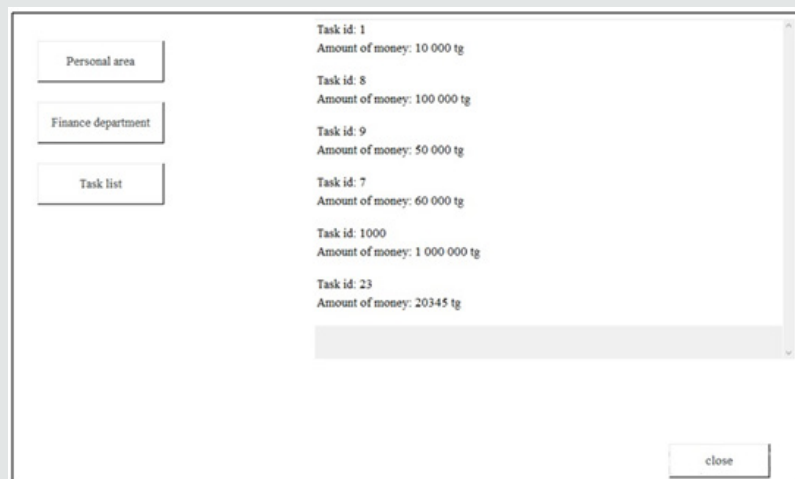 Personal area
Finance department
Task list
Task id: 1
Amount of money: 10 000 tg
Task id: 8
Amount of money: 100 000 tg
Task id: 9
Amount of money: 50 000 tg
Task id: 7
Amount of money: 60 000 tg
Task id: 1000
Amount of money: 1 000 000 tg
Task id: 23
Amount of money: 20345 tg
close